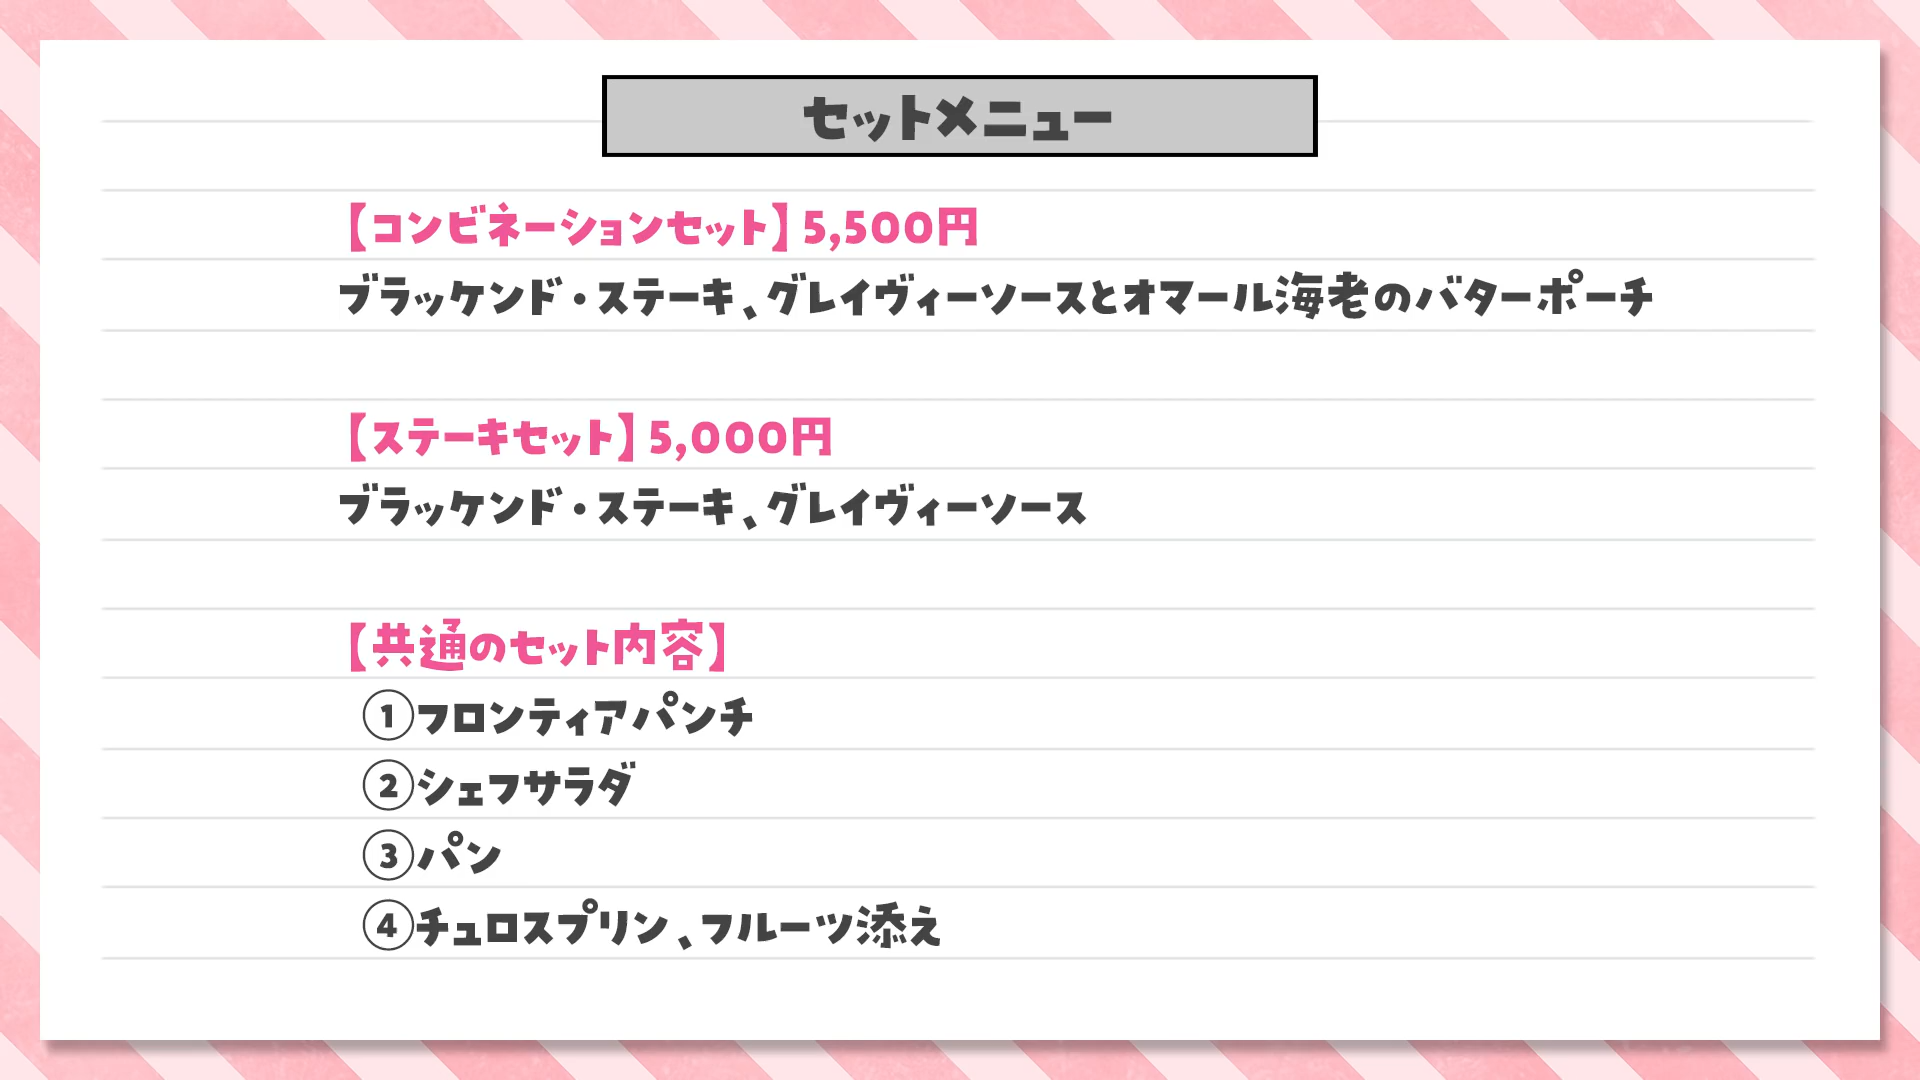 セットメニュー
【コンビネーションセット】5,500円
ブラッケンド・ステーキ、グレイヴィーソースとオマール海老のバターポーチ
【ステーキセット】5,000円
ブラッケンド・ステーキ、グレイヴィーソース
【共通のセット内容】
①フロンティアパンチ
②シェフサラダ
③パン
④チュロスプリン、フルーツ添え